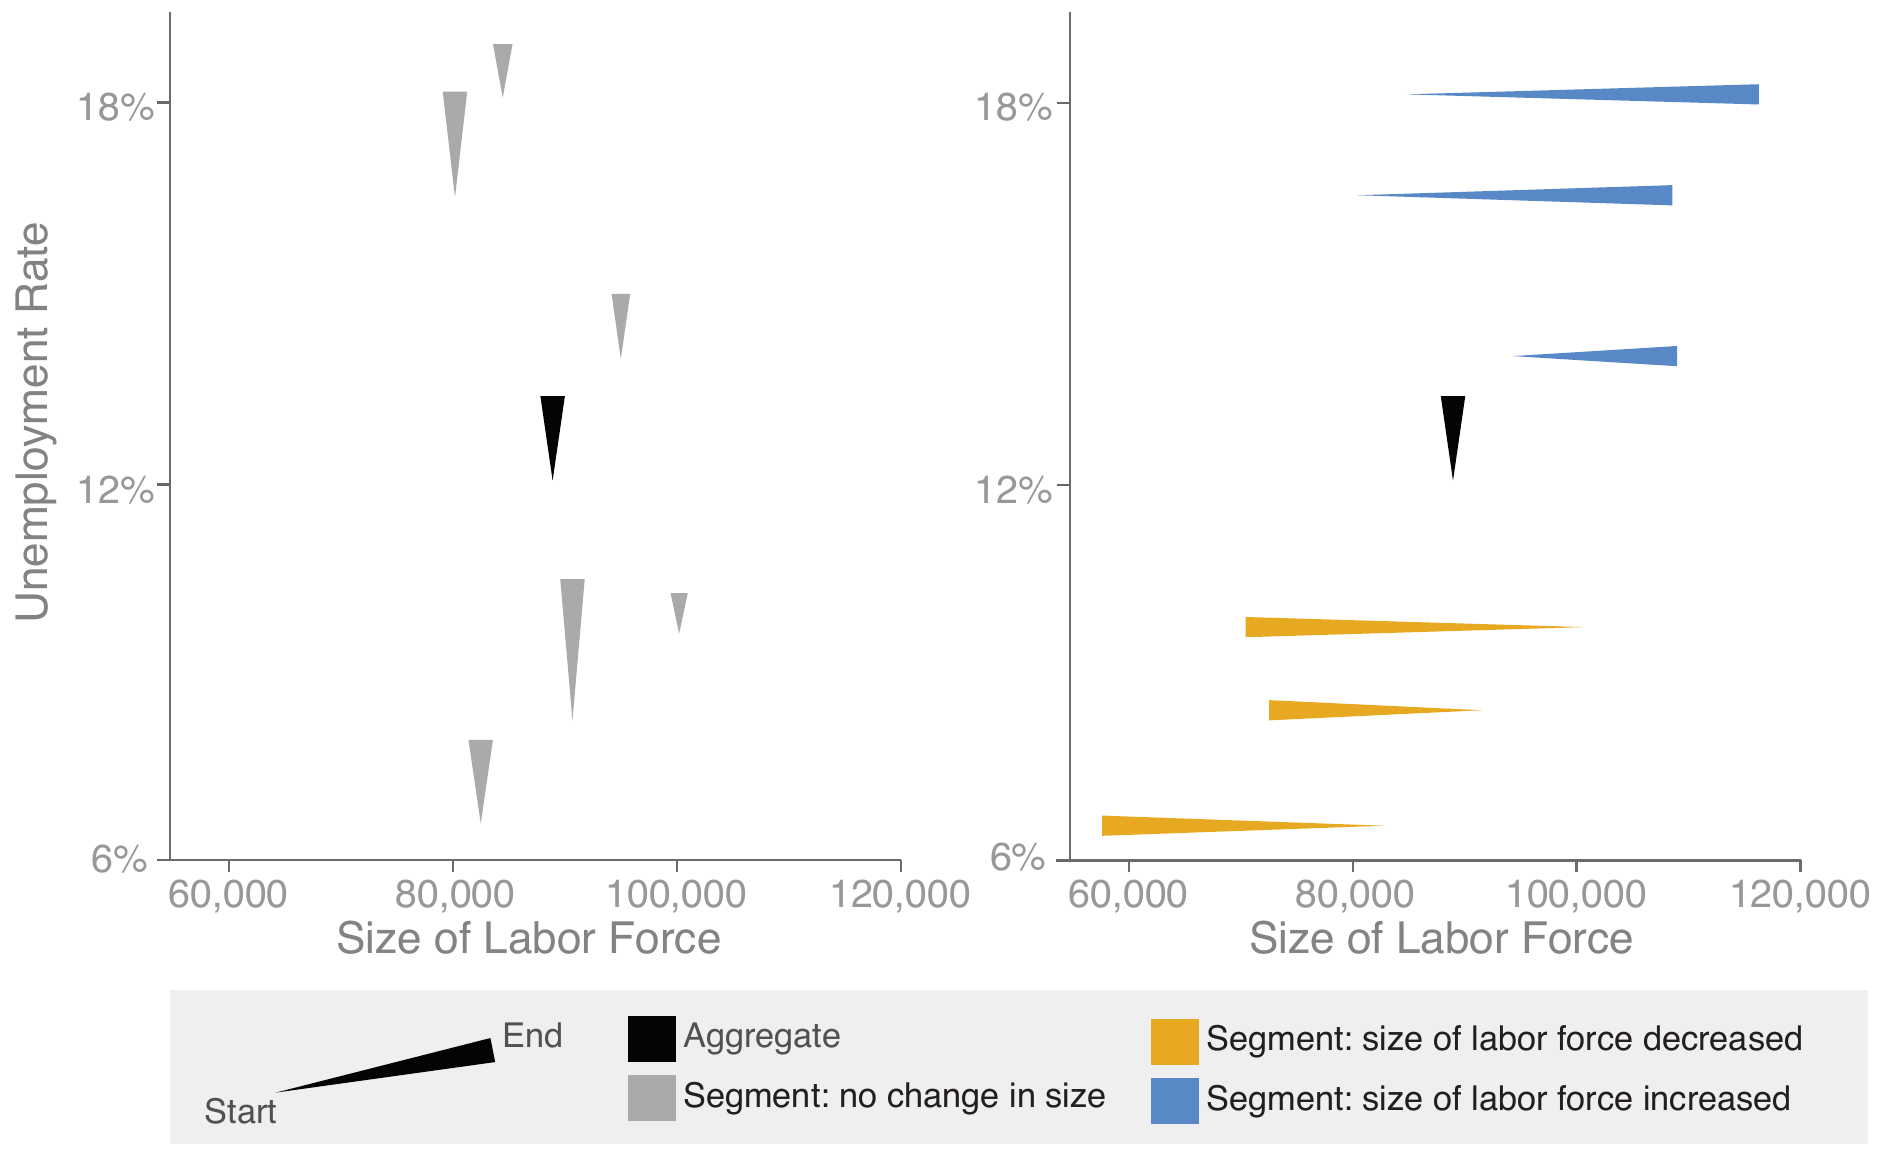 Unemployment Rate
18%
12%
6%
60,000 80,000 100,000 120,000
Size of Labor Force
18%
12%
6%
60,000 80,000 100,000 120,000
Size of Labor Force
Start
End
Aggregate
Segment: no change in size
Segment: size of labor force decreased
Segment: size of labor force increased